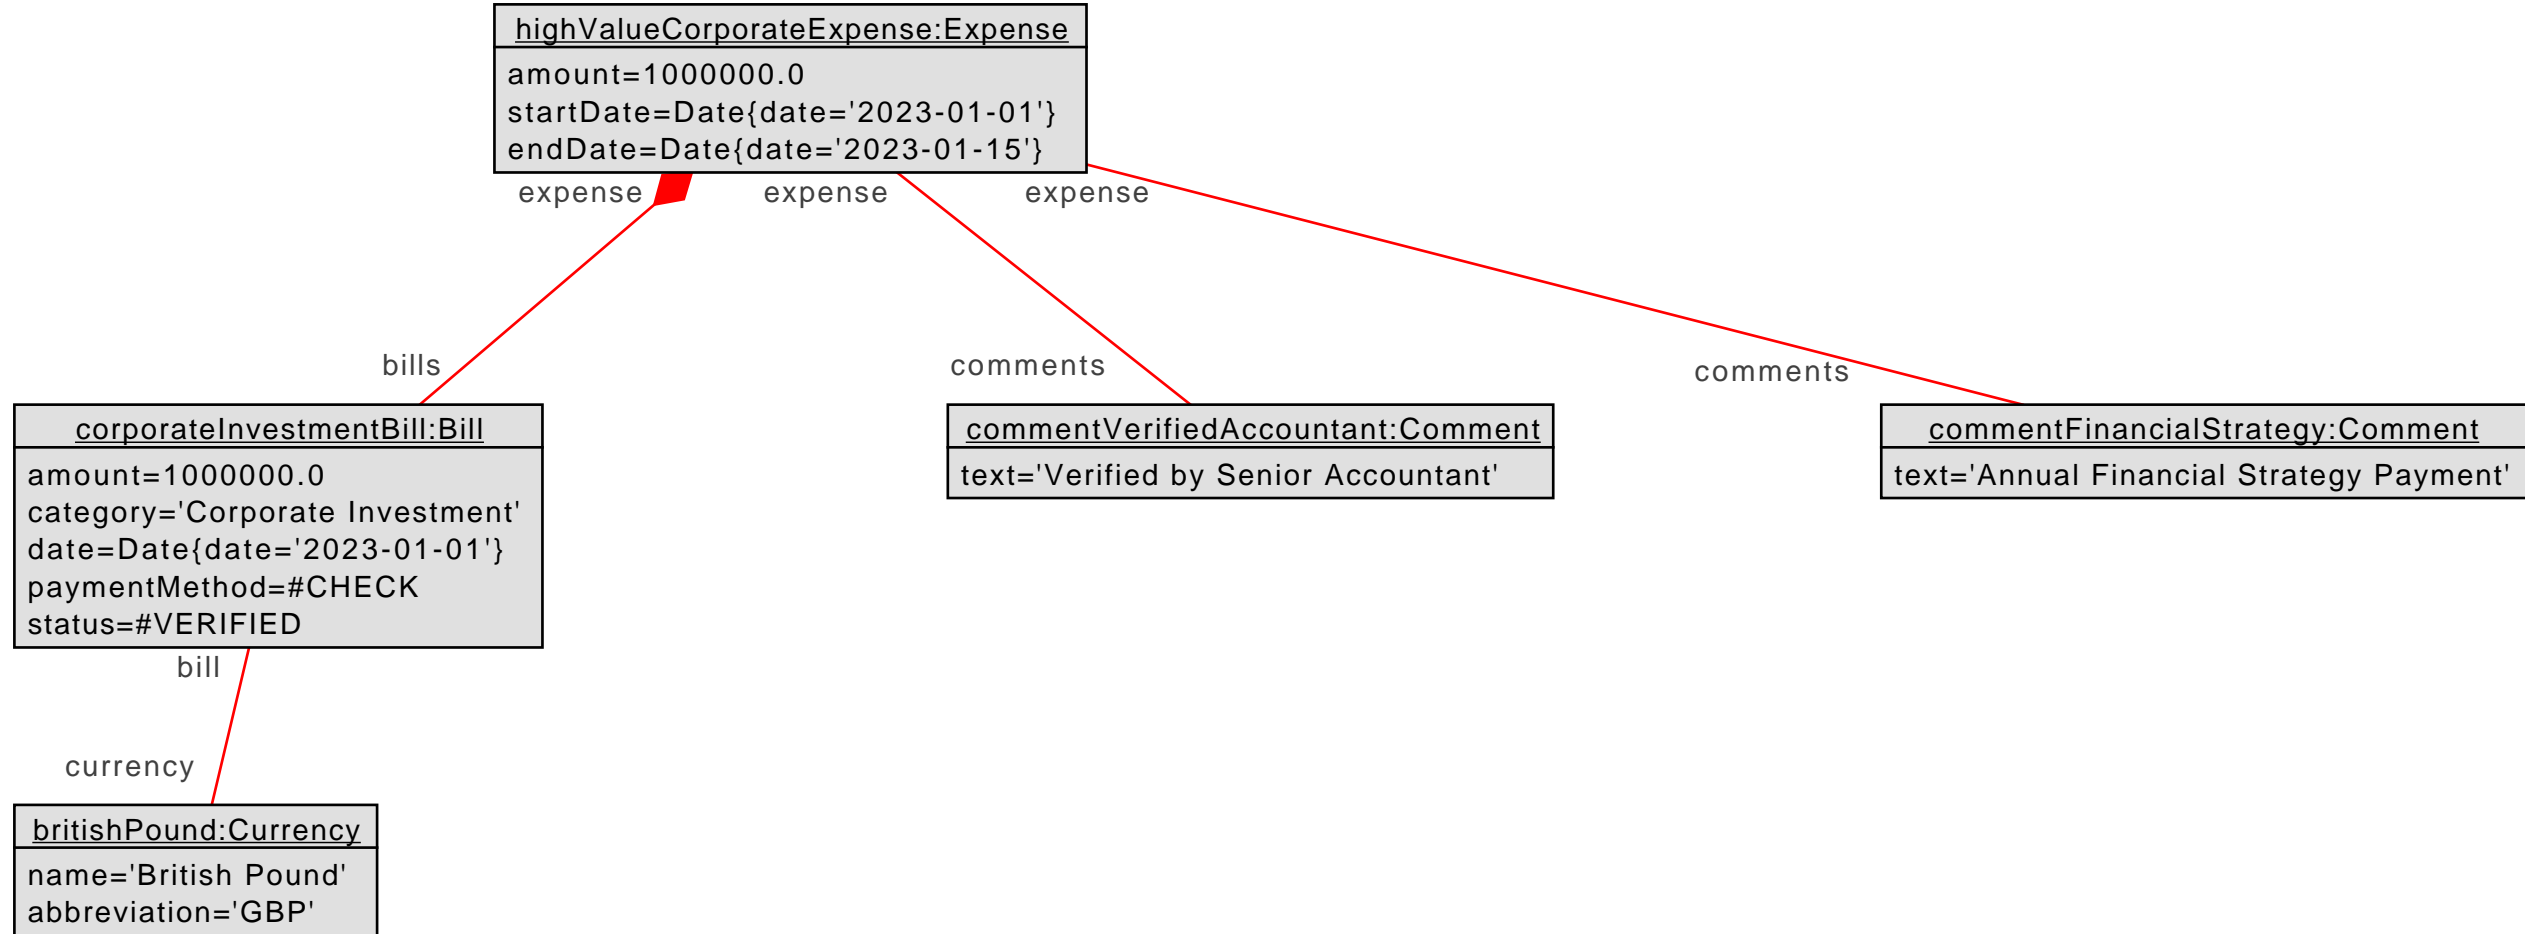 highValueCorporateExpense:Expense
amount=1000000.0
startDate=Date{date='2023-01-01'}
endDate=Date{date='2023-01-15'}
expense
expense
expense
bills
comments
comments
corporateInvestmentBill:Bill
amount=1000000.0
category='Corporate Investment'
date=Date{date='2023-01-01'}
paymentMethod=#CHECK
status=#VERIFIED
commentVerifiedAccountant:Comment
text='Verified by Senior Accountant'
commentFinancialStrategy:Comment
text='Annual Financial Strategy Payment'
bill
currency
britishPound:Currency
name='British Pound'
abbreviation='GBP'